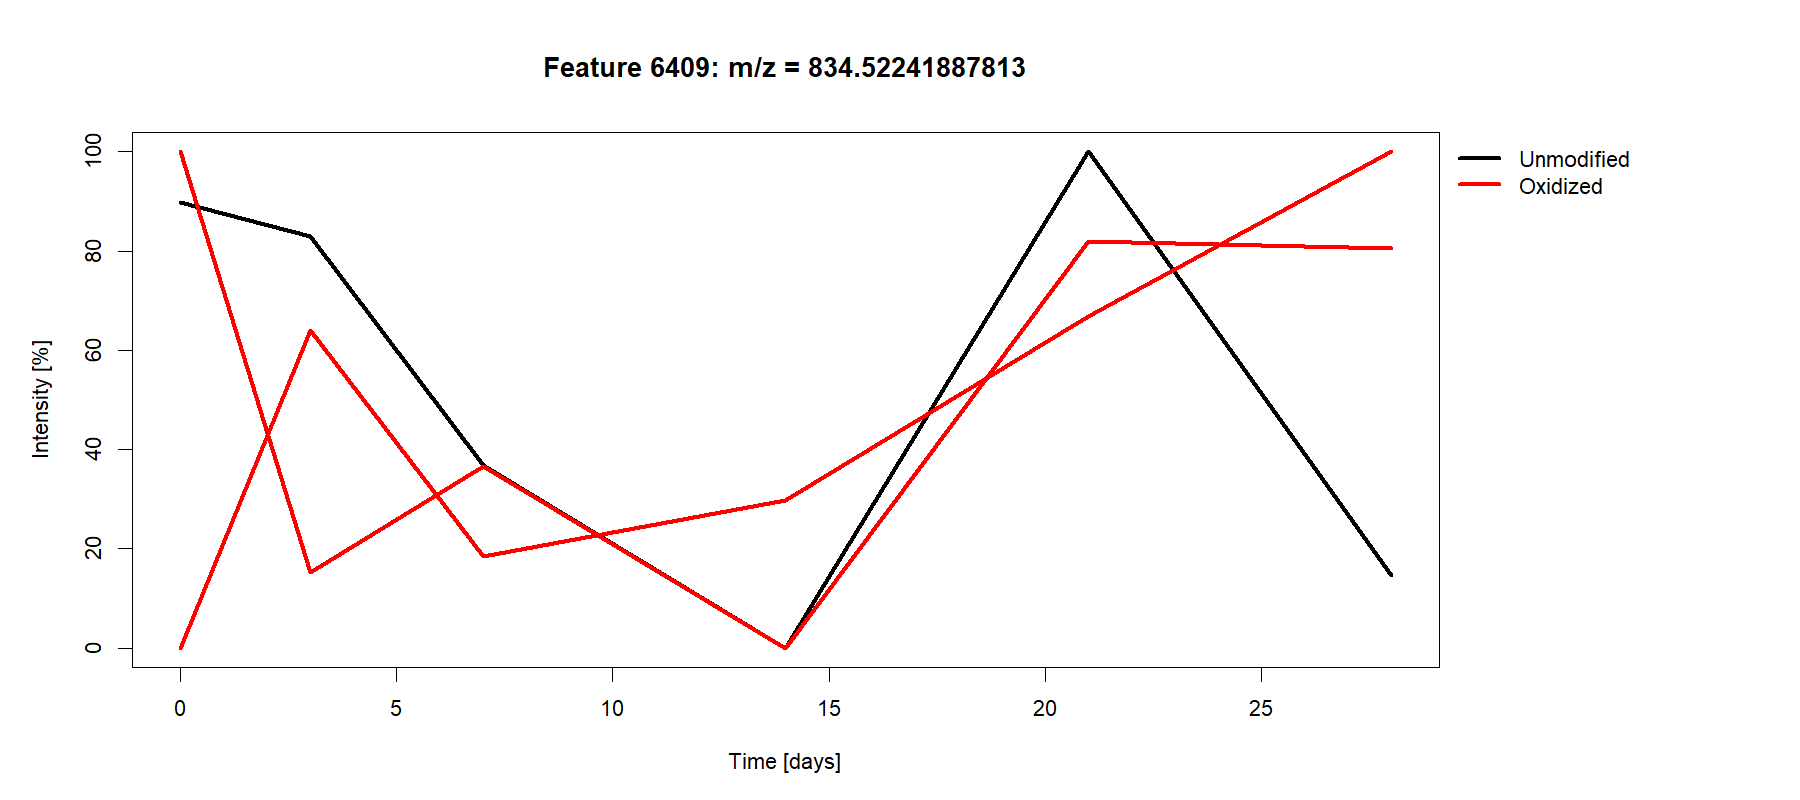 Feature 6409: m/z = 834.52241887813
Unmodified
Oxidized
Intensity [%]
100
80
60
40
20
0
0 5 10 15 20 25
Time [days]